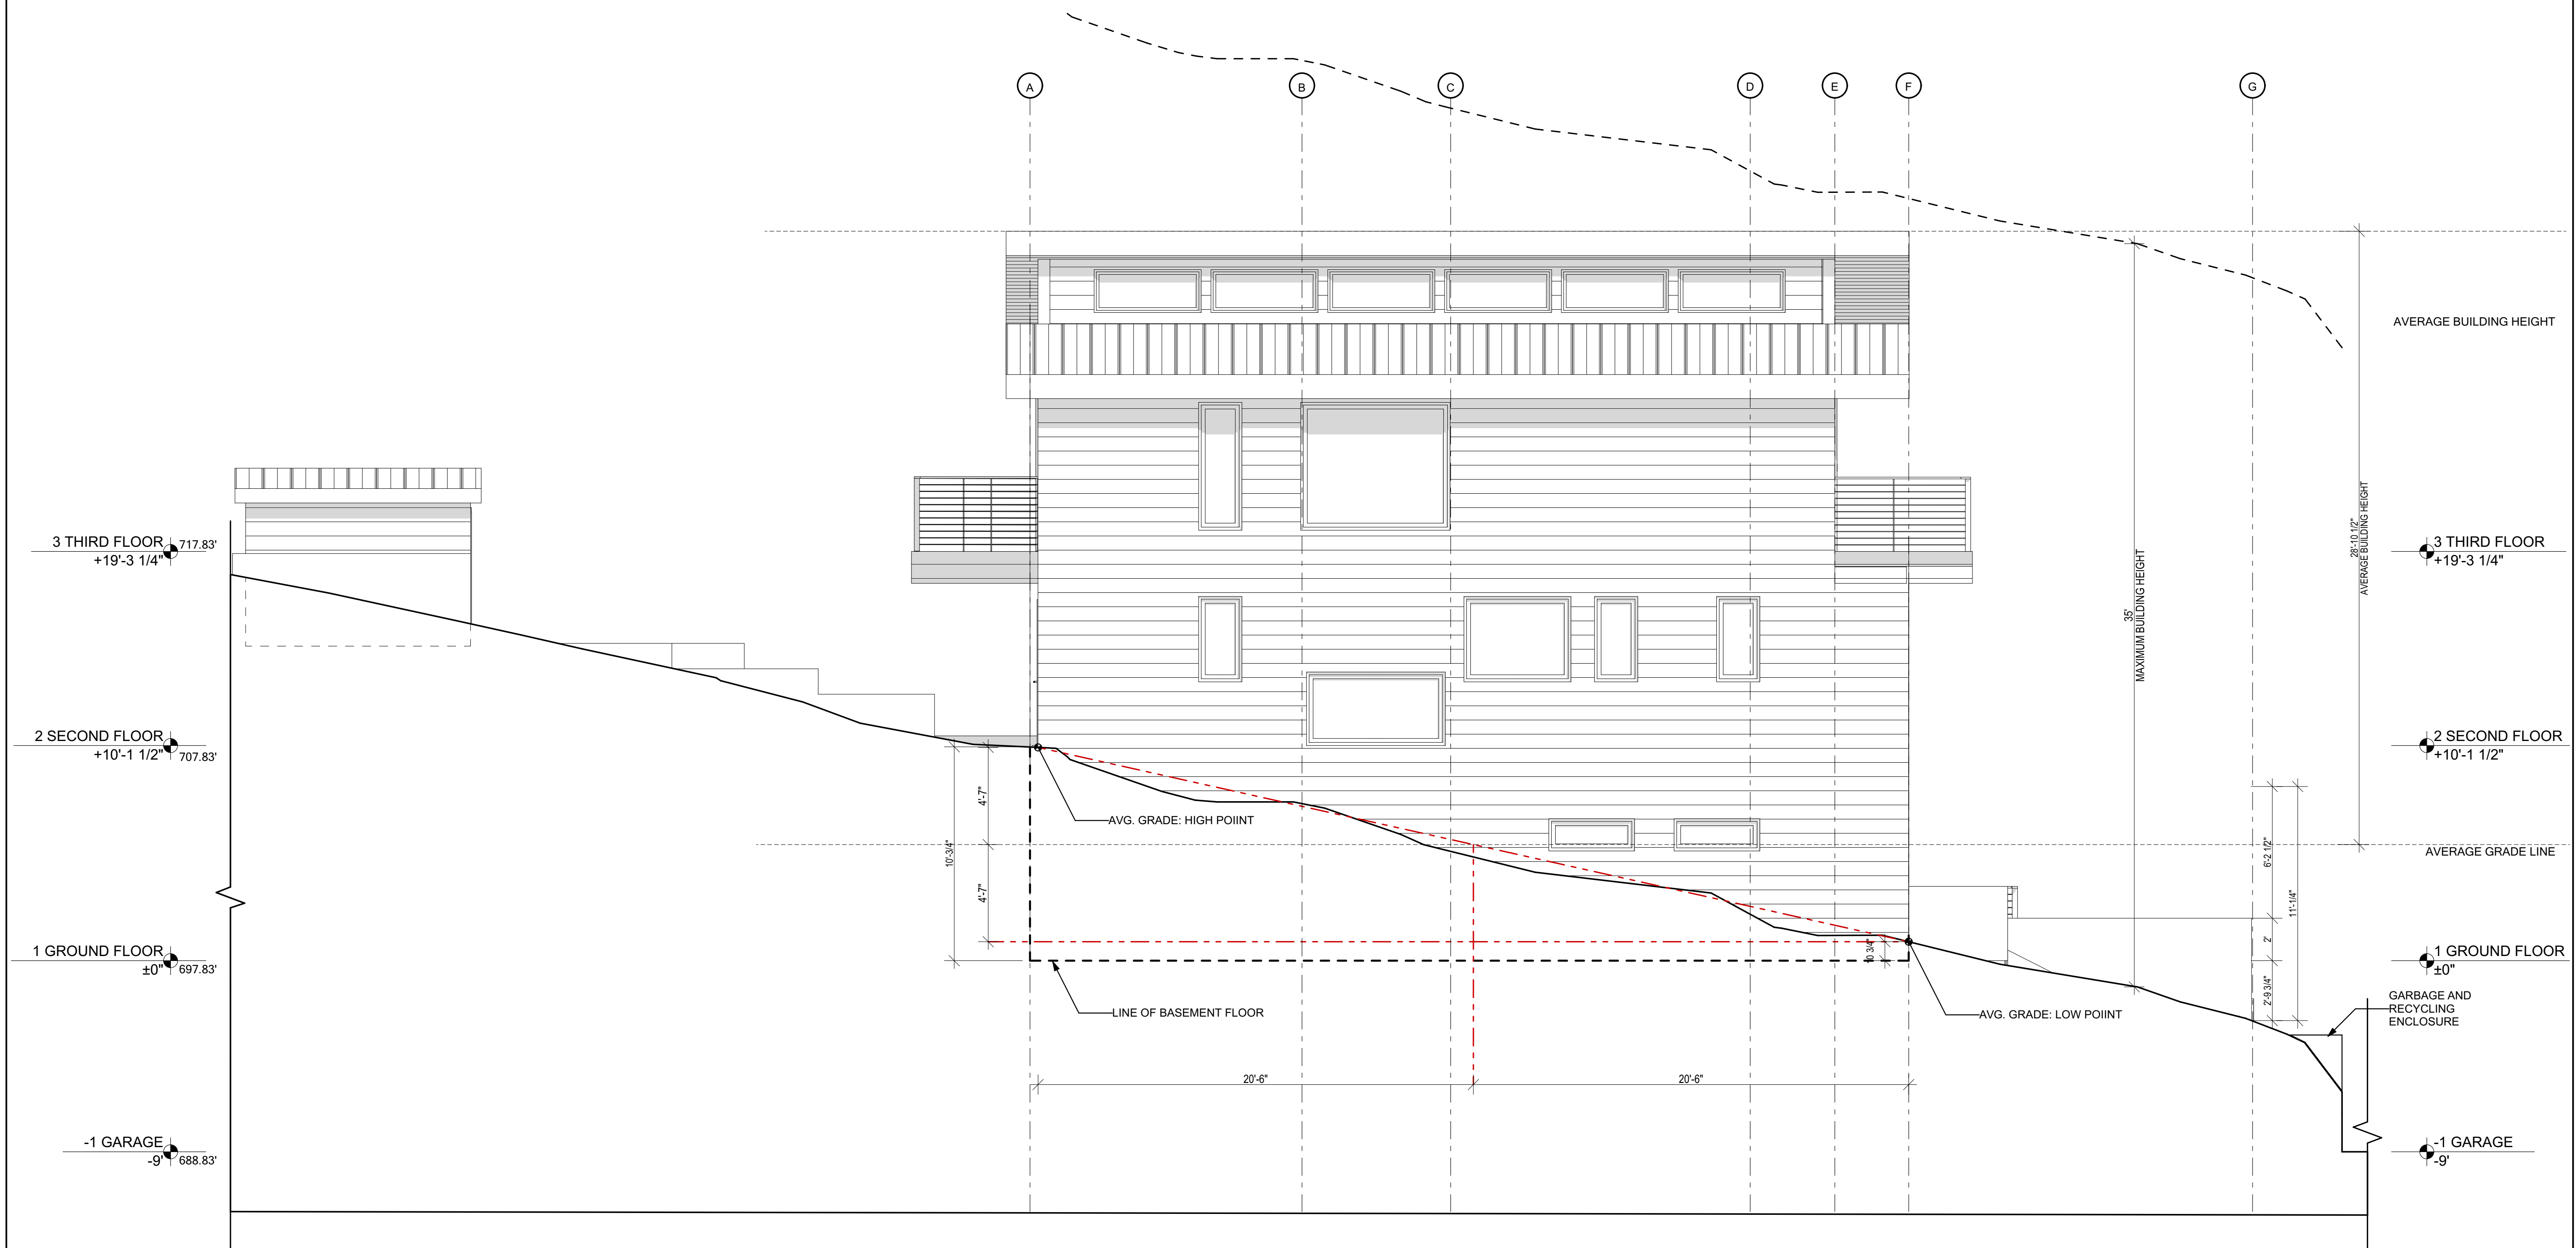 A
B
C
D
E
F
G
AVERAGE BUILDING HEIGHT
28'-10 1/2"
AVERAGE BUILDING HEIGHT
3 THIRD FLOOR 717.83'
+19'-3 1/4"
3 THIRD FLOOR
+19'-3 1/4"
35'
MAXIMUM BUILDING HEIGHT
2 SECOND FLOOR
+10'-1 1/2" 707.83'
2 SECOND FLOOR
+10'-1 1/2"
4'-7"
AVG. GRADE: HIGH POIINT
10'-3/4"
4'-7"
AVERAGE GRADE LINE
6'-2 1/2"
11'-1/4"
2'
2'-9 3/4"
10 3/4"
1 GROUND FLOOR
±0" 697.83'
1 GROUND FLOOR
±0"
LINE OF BASEMENT FLOOR
AVG. GRADE: LOW POIINT
GARBAGE AND
RECYCLING
ENCLOSURE
20'-6"
20'-6"
-1 GARAGE
-9' 688.83'
-1 GARAGE
-9'